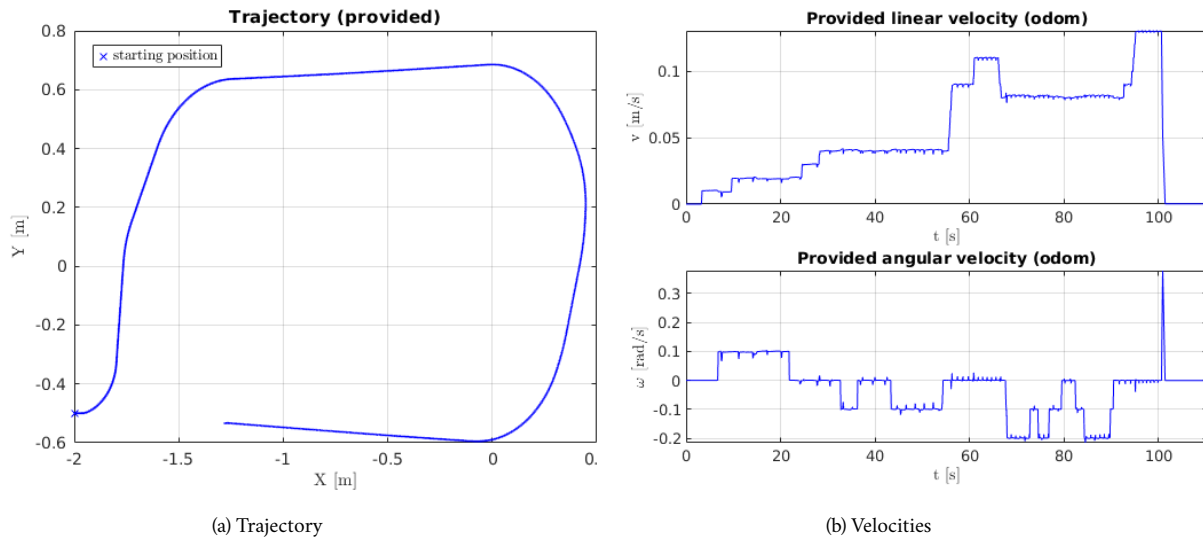 Trajectory (provided)
0.8
0.6
0.4
0.2
0
-0.2
-0.4
-0.6
-2
-1.5
-1
-0.5
0
0.
Y [m]
X [m]
starting position
(a) Trajectory
Provided linear velocity (odom)
0.1
0.05
0
0
20
40
60
80
100
v [m/s]
t [s]
Provided angular velocity (odom)
0.3
0.2
0.1
0
-0.1
-0.2
0
20
40
60
80
100
ω [rad/s]
t [s]
(b) Velocities